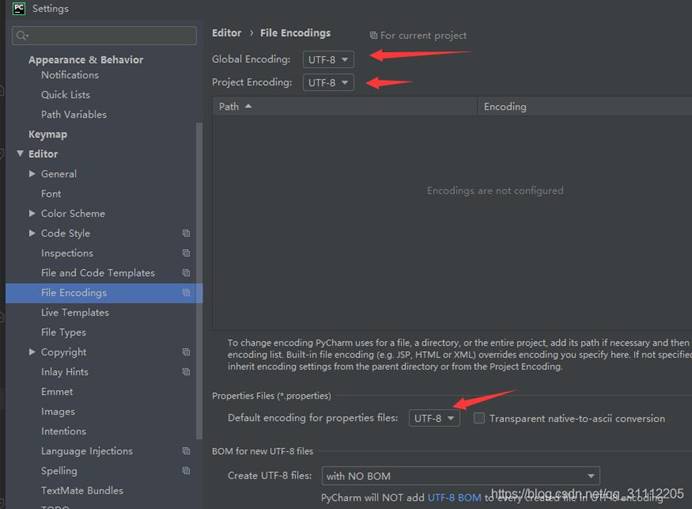 PC
Settings
Appearance & Behavior
Notifications
Quick Lists
Path Variables
Keymap
Editor
General
Font
Color Scheme
Code Style
Inspections
File and Code Templates
File Encodings
Live Templates
File Types
Copyright
Inlay Hints
Emmet
Images
Intentions
Language Injections
Spelling
TextMate Bundles
TODO
Editor › File Encodings For current project
Global Encoding: UTF-8
Project Encoding: UTF-8
Path Encoding
Encodings are not configured
To change encoding PyCharm uses for a file, a directory, or the entire project, add its path if necessary and then
encoding list. Built-in file encoding (e.g. JSP, HTML or XML) overrides encoding you specify here. If not specified
inherit encoding settings from the parent directory or from the Project Encoding.
Properties Files (*.properties)
Default encoding for properties files: UTF-8 Transparent native-to-ascii conversion
BOM for new UTF-8 files
Create UTF-8 files: with NO BOM
PyCharm will NOT add UTF-8 BOM to every created file in UTF-8 encoding
https://blog.csdn.net/qq_31112205